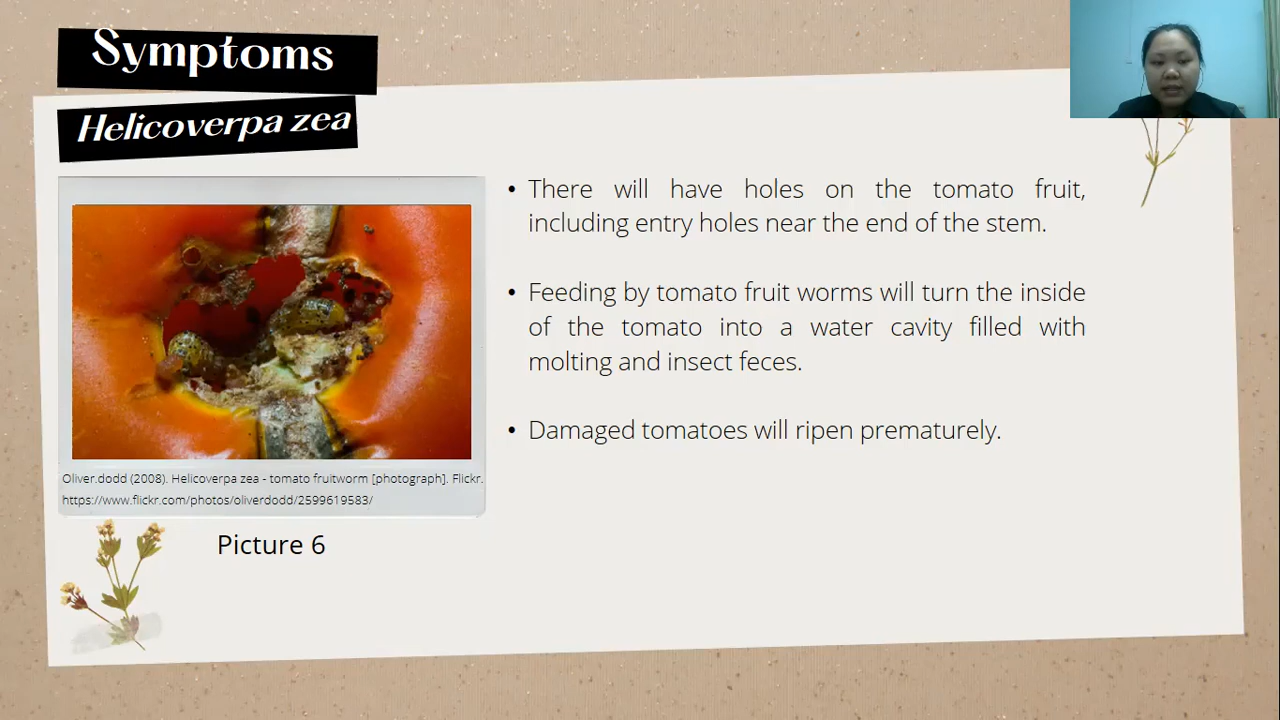 Symptoms
Helicoverpa zea
• There will have holes on the tomato fruit,
including entry holes near the end of the stem.
• Feeding by tomato fruit worms will turn the inside
of the tomato into a water cavity filled with
molting and insect feces.
• Damaged tomatoes will ripen prematurely.
Oliver.dodd (2008). Helicoverpa zea - tomato fruitworm [photograph]. Flickr.
https://www.flickr.com/photos/oliverdodd/2599619583/
Picture 6